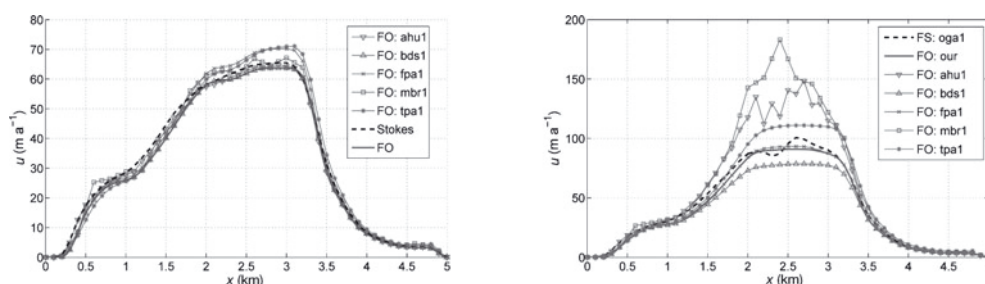 80
70
60
50
40
30
20
10
0
u (m a⁻¹)
0 0.5 1 1.5 2 2.5 3 3.5 4 4.5 5
x (km)
FO: ahu1
FO: bds1
FO: fpa1
FO: mbr1
FO: tpa1
Stokes
FO
200
150
100
50
0
u (m a⁻¹)
0 0.5 1 1.5 2 2.5 3 3.5 4 4.5
x (km)
FS: oga1
FO: our
FO: ahu1
FO: bds1
FO: fpa1
FO: mbr1
FO: tpa1